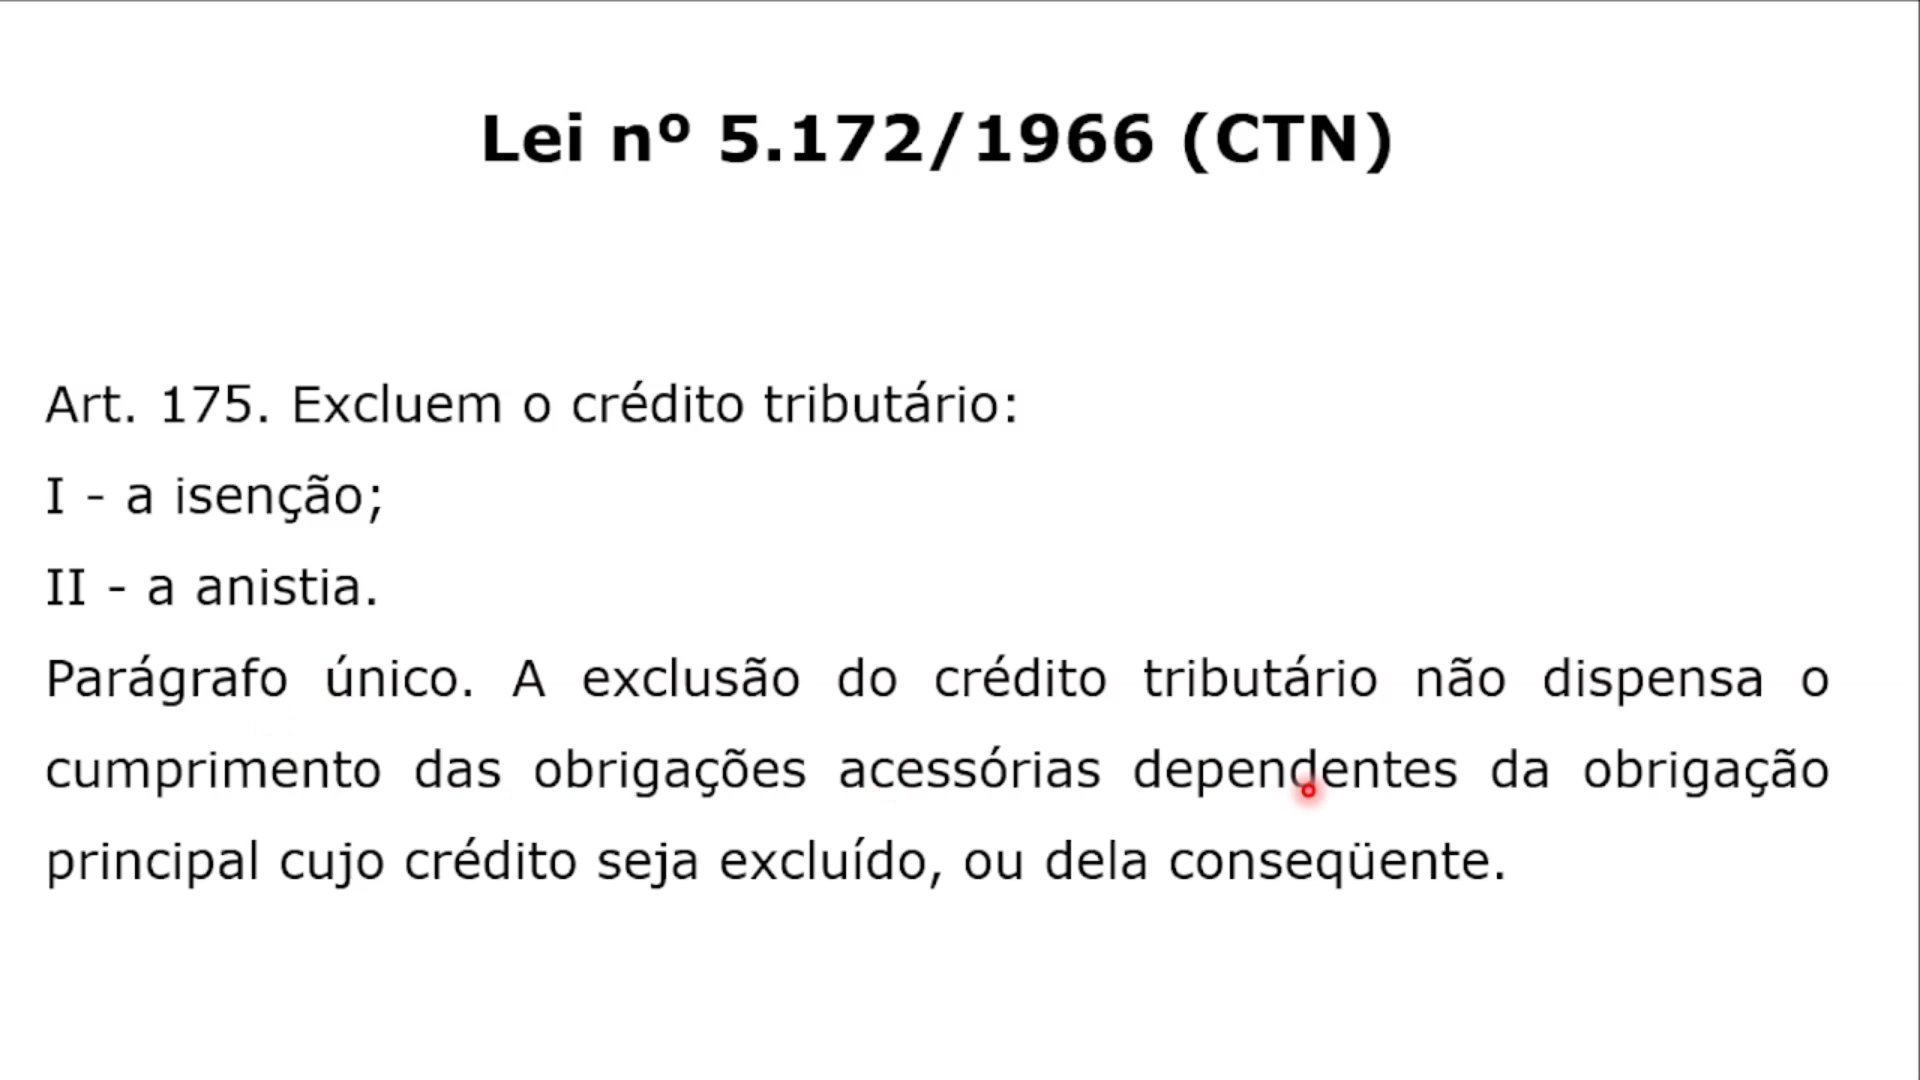 Lei nº 5.172/1966 (CTN)
Art. 175. Excluem o crédito tributário:
I - a isenção;
II - a anistia.
Parágrafo único. A exclusão do crédito tributário não dispensa o
cumprimento das obrigações acessórias dependentes da obrigação
principal cujo crédito seja excluído, ou dela conseqüente.